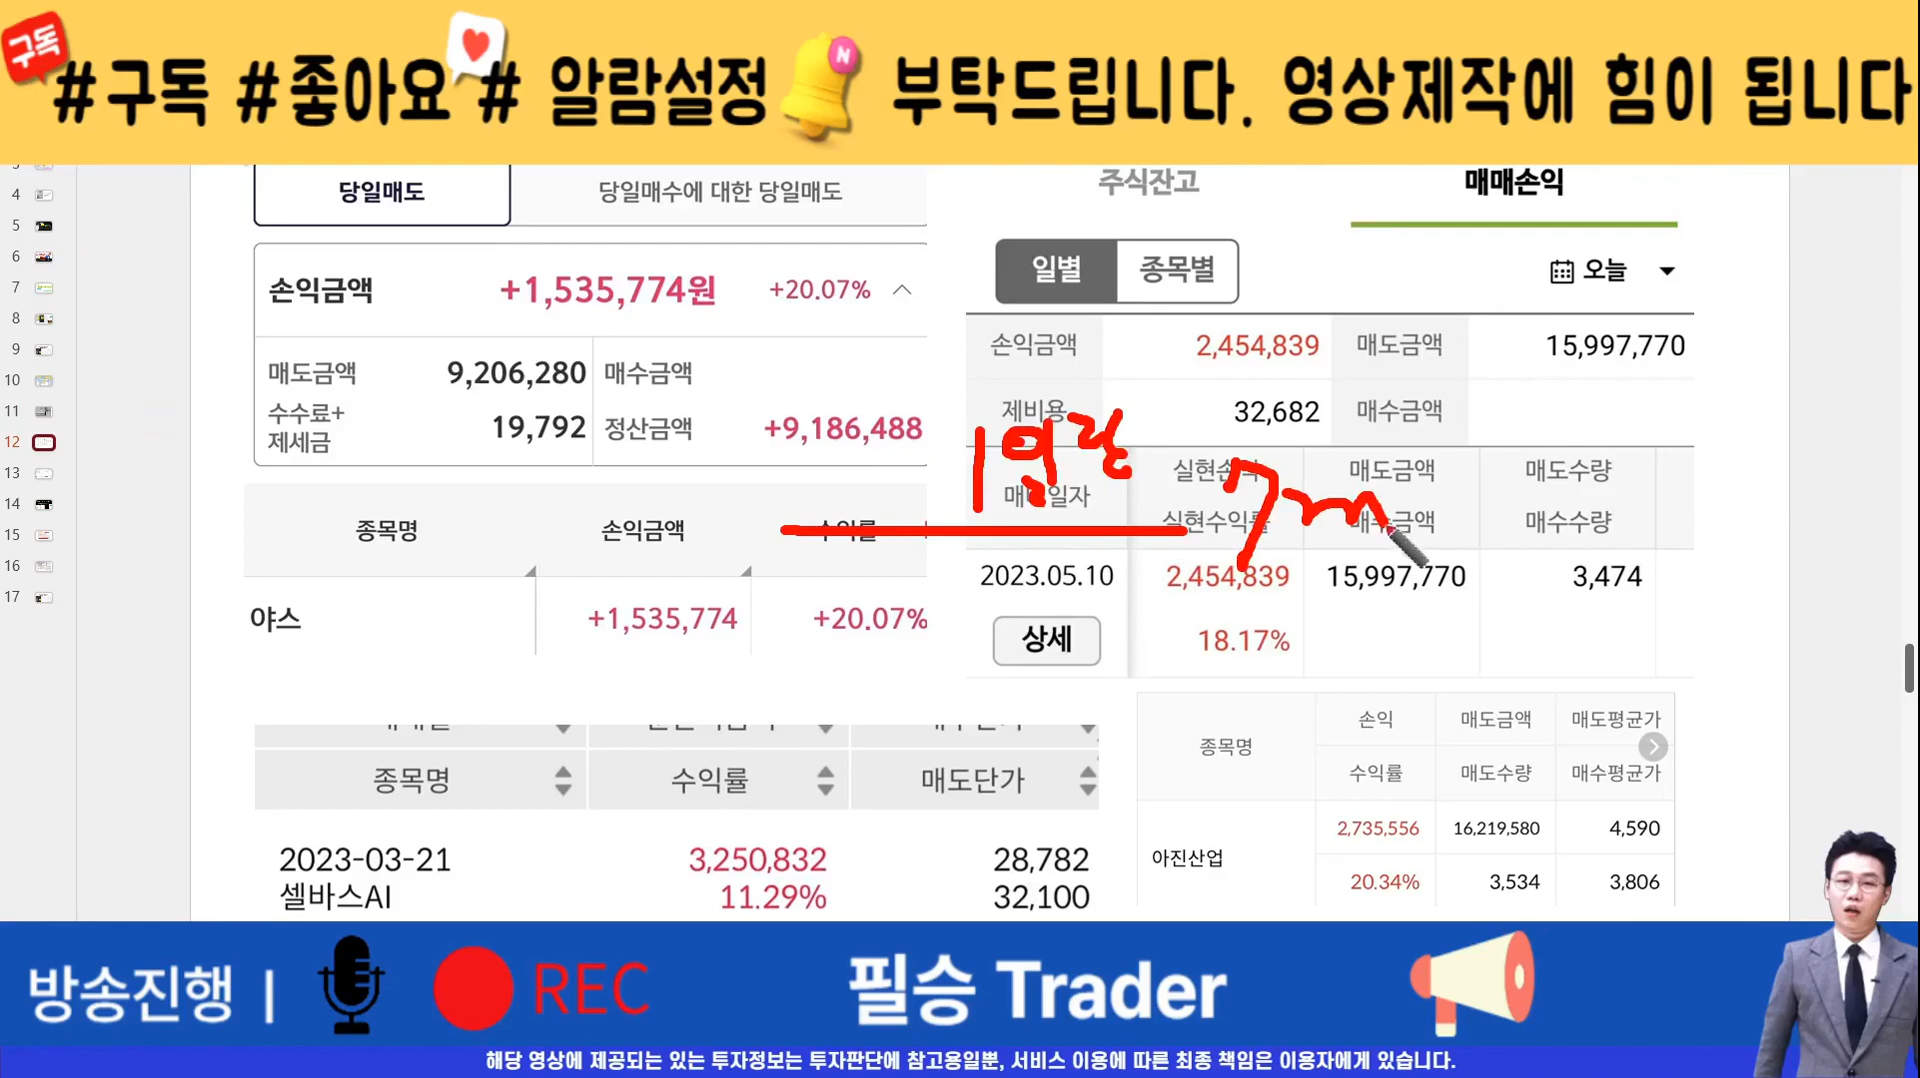 구독
#구독 #좋아요 # 알람설정 N 부탁드립니다. 영상제작에 힘이 됩니다
4
5
6
7
8
9
10
11
12
13
14
15
16
17
당일매도 당일매수에 대한 당일매도
손익금액 +1,535,774원 +20.07%
매도금액 9,206,280 매수금액
수수료+
제세금 19,792 정산금액 +9,186,488
종목명 손익금액 수익률
야스 +1,535,774 +20.07%
주식잔고 매매손익
일별 종목별 오늘
손익금액 2,454,839 매도금액 15,997,770
제비용 32,682 매수금액
매매일자 실현손익 매도금액 매도수량
실현수익률 매수금액 매수수량
2023.05.10 2,454,839 15,997,770 3,474
상세 18.17%
종목명 수익률 매도단가
2023-03-21 3,250,832 28,782
셀바스AI 11.29% 32,100
종목명 손익 매도금액 매도평균가
수익률 매도수량 매수평균가
아진산업 2,735,556 16,219,580 4,590
20.34% 3,534 3,806
방송진행 | REC 필승 Trader
해당 영상에 제공되는 있는 투자정보는 투자판단에 참고용일뿐, 서비스 이용에 따른 최종 책임은 이용자에게 있습니다.